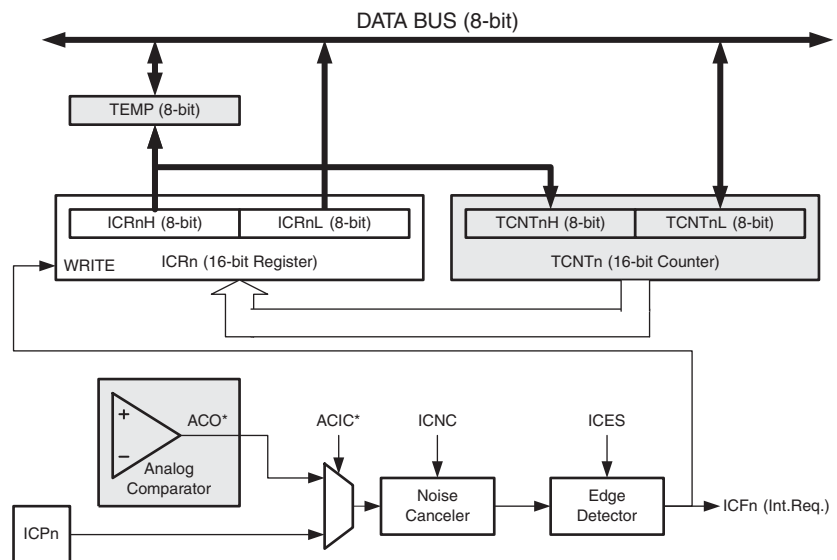 DATA BUS (8-bit)
TEMP (8-bit)
ICRnH (8-bit)
ICRnL (8-bit)
TCNTnH (8-bit)
TCNTnL (8-bit)
WRITE
ICRn (16-bit Register)
TCNTn (16-bit Counter)
+
−
ACO*
Analog
Comparator
ACIC*
ICNC
ICES
Noise
Canceler
Edge
Detector
ICFn (Int.Req.)
ICPn